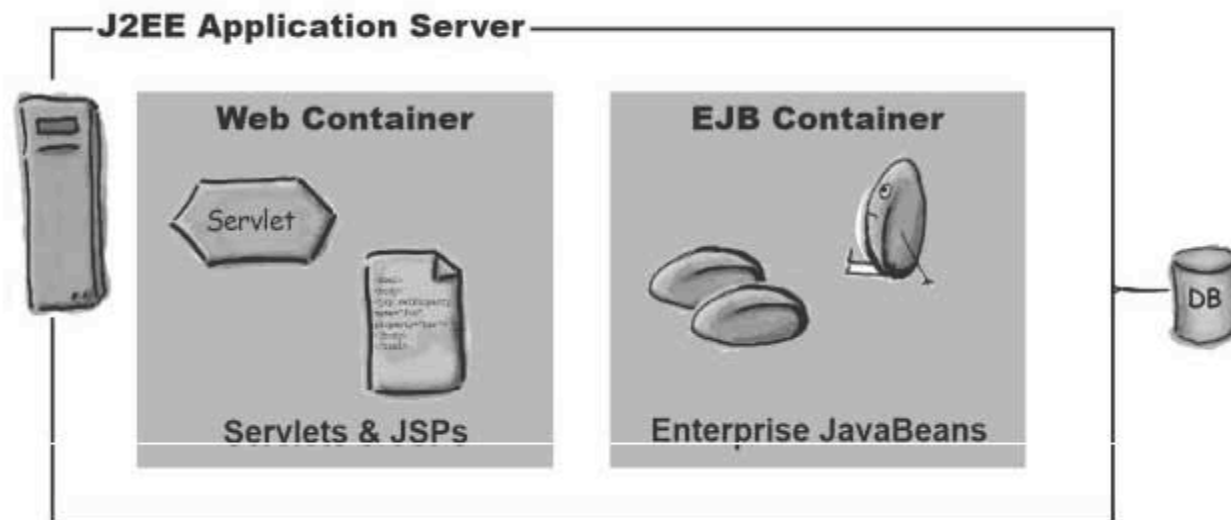 J2EE Application Server
Web Container
EJB Container
Servlet
DB
Servlets & JSPs
Enterprise JavaBeans